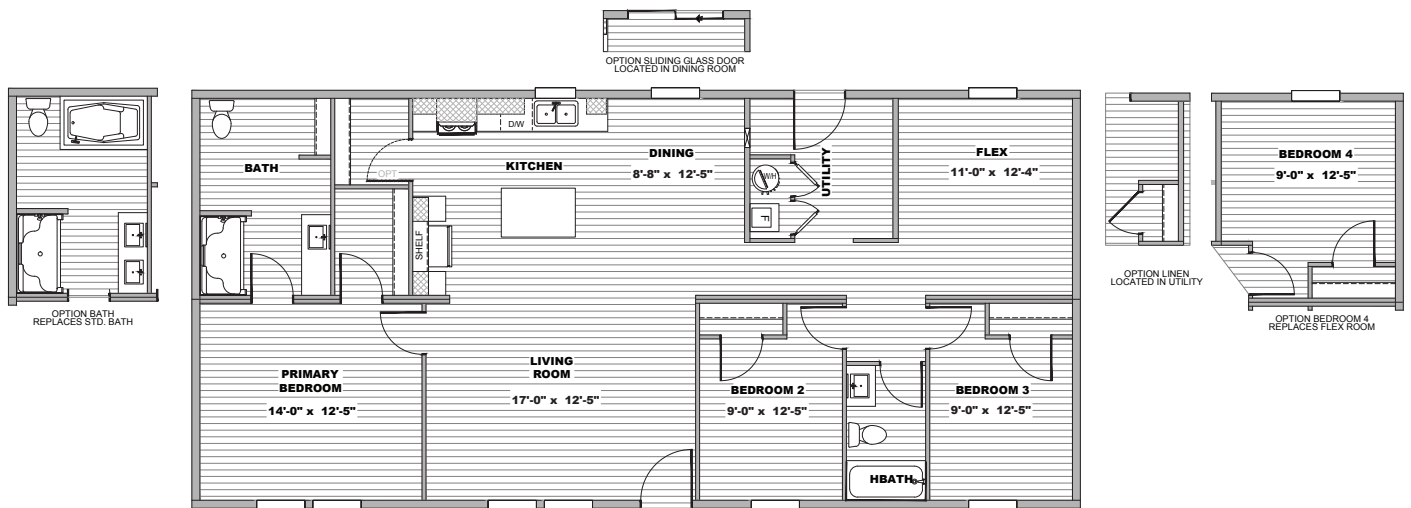 OPTION SLIDING GLASS DOOR
LOCATED IN DINING ROOM
OPTION BATH
REPLACES STD. BATH
BATH
OPT
D/W
KITCHEN
DINING
8'-8" x 12'-5"
SHELF
W/H
F
UTILITY
FLEX
11'-0" x 12'-4"
PRIMARY
BEDROOM
14'-0" x 12'-5"
LIVING
ROOM
17'-0" x 12'-5"
BEDROOM 2
9'-0" x 12'-5"
HBATH
BEDROOM 3
9'-0" x 12'-5"
OPTION LINEN
LOCATED IN UTILITY
BEDROOM 4
9'-0" x 12'-5"
OPTION BEDROOM 4
REPLACES FLEX ROOM